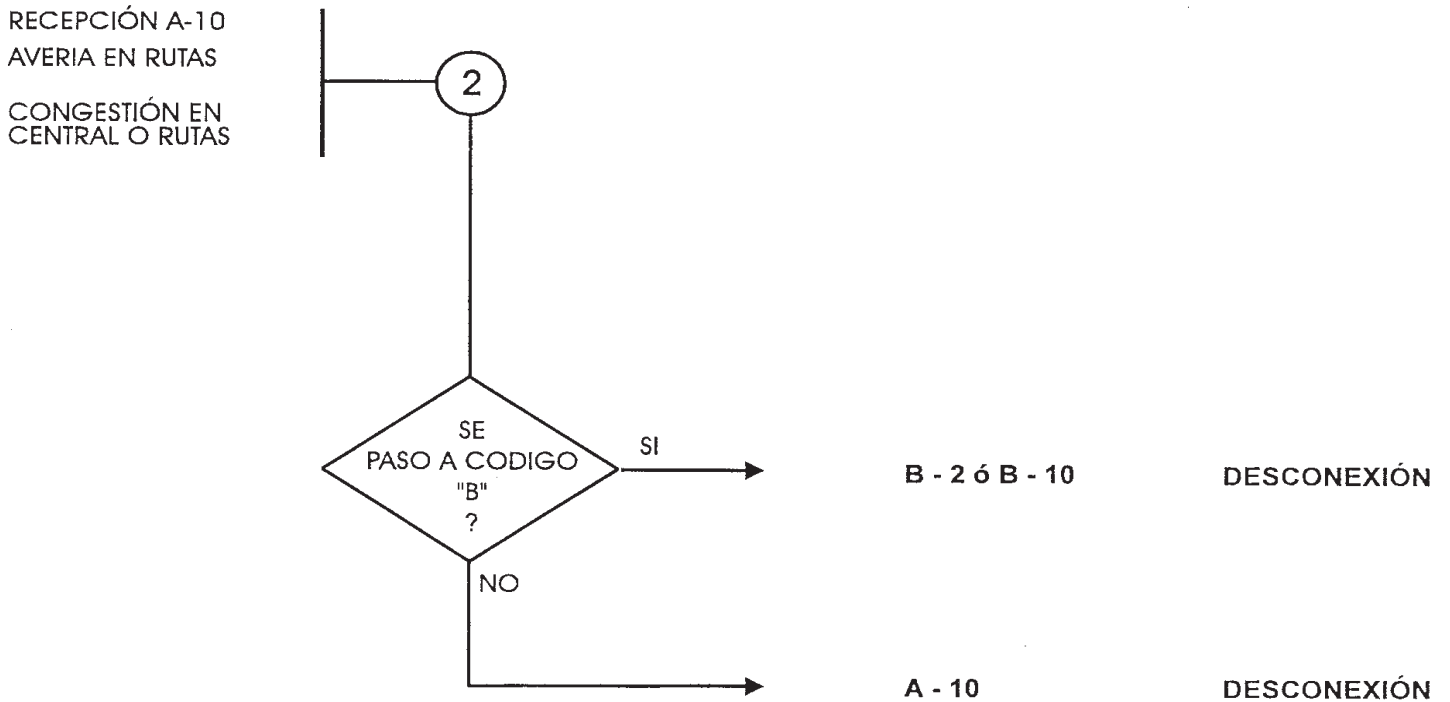 RECEPCIÓN A-10
AVERIA EN RUTAS
CONGESTIÓN EN
CENTRAL O RUTAS
2
SE
PASO A CODIGO
"B"
?
SI
B - 2 ó B - 10
DESCONEXIÓN
NO
A - 10
DESCONEXIÓN